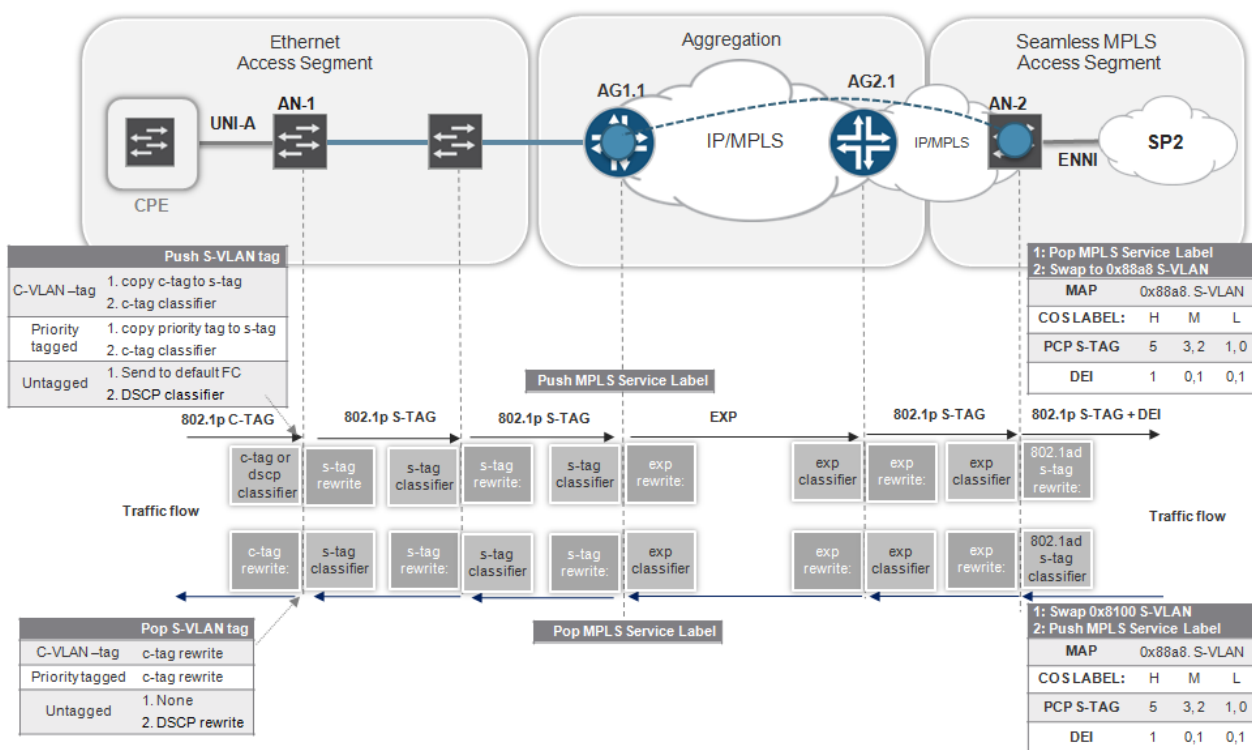 Ethernet
Access Segment
Aggregation
Seamless MPLS
Access Segment
AG1.1
AG2.1
AN-1
AN-2
UNI-A
IP/MPLS
IP/MPLS
ENNI
SP2
CPE
Push S-VLAN tag
C-VLAN –tag
1. copy c-tag to s-tag
2. c-tag classifier
Priority
tagged
1. copy priority tag to s-tag
2. c-tag classifier
Untagged
1. Send to default FC
2. DSCP classifier
1: Pop MPLS Service Label
2: Swap to 0x88a8 S-VLAN
MAP 0x88a8. S-VLAN
COS LABEL: H M L
PCP S-TAG 5 3,2 1,0
DEI 1 0,1 0,1
Push MPLS Service Label
802.1p C-TAG
802.1p S-TAG
802.1p S-TAG
EXP
802.1p S-TAG
802.1p S-TAG + DEI
c-tag or
dscp
classifier
s-tag
rewrite
s-tag
classifier
s-tag
rewrite:
s-tag
classifier
exp
rewrite:
exp
classifier
exp
rewrite:
exp
classifier
802.1ad
s-tag
rewrite:
Traffic flow
Traffic flow
c-tag
rewrite:
s-tag
classifier
s-tag
rewrite:
s-tag
classifier
s-tag
rewrite:
exp
classifier
exp
rewrite:
exp
classifier
exp
rewrite:
802.1ad
s-tag
classifier
Pop MPLS Service Label
Pop S-VLAN tag
C-VLAN –tag c-tag rewrite
Priority tagged c-tag rewrite
Untagged
1. None
2. DSCP rewrite
1: Swap 0x8100 S-VLAN
2: Push MPLS Service Label
MAP 0x88a8. S-VLAN
COS LABEL: H M L
PCP S-TAG 5 3,2 1,0
DEI 1 0,1 0,1